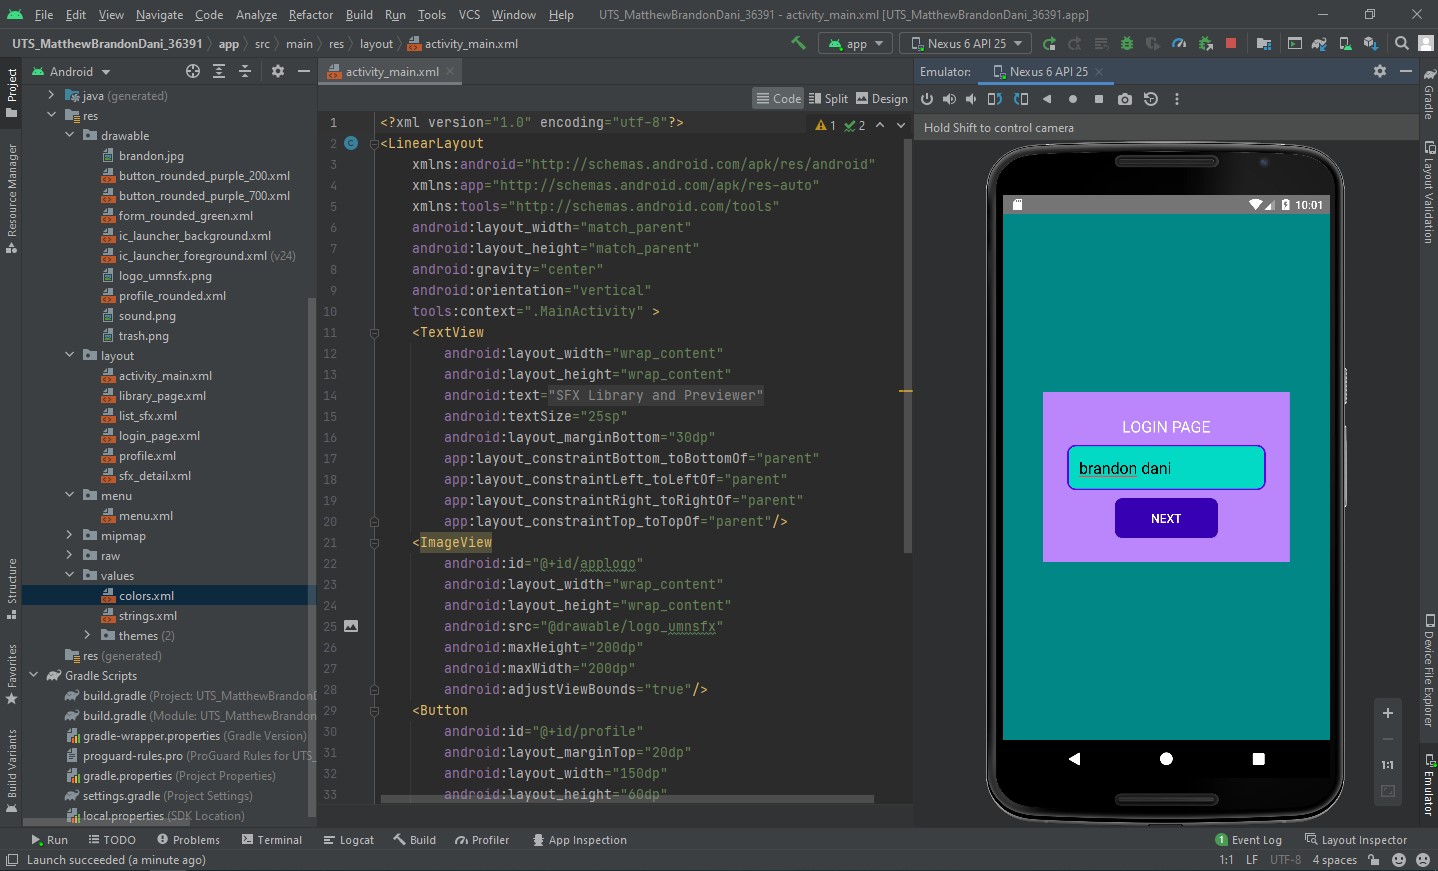 File Edit View Navigate Code Analyze Refactor Build Run Tools VCS Window Help UTS_MatthewBrandonDani_36391 - activity_main.xml [UTS_MatthewBrandonDani_36391.app]
UTS_MatthewBrandonDani_36391 app src main res layout activity_main.xml app Nexus 6 API 25
Android activity_main.xml Emulator: Nexus 6 API 25
Code Split Design
Hold Shift to control camera
Project
Resource Manager
Structure
Favorites
Build Variants
java (generated)
res
drawable
brandon.jpg
button_rounded_purple_200.xml
button_rounded_purple_700.xml
form_rounded_green.xml
ic_launcher_background.xml
ic_launcher_foreground.xml (v24)
logo_umnsfx.png
profile_rounded.xml
sound.png
trash.png
layout
activity_main.xml
library_page.xml
list_sfx.xml
login_page.xml
profile.xml
sfx_detail.xml
menu
menu.xml
mipmap
raw
values
colors.xml
strings.xml
themes (2)
res (generated)
Gradle Scripts
build.gradle (Project: UTS_MatthewBrandonD
build.gradle (Module: UTS_MatthewBrandon
gradle-wrapper.properties (Gradle Version)
proguard-rules.pro (ProGuard Rules for UTS_
gradle.properties (Project Properties)
settings.gradle (Project Settings)
local.properties (SDK Location)
1 <?xml version="1.0" encoding="utf-8"?> 1 2
2 <LinearLayout
3 xmlns:android="http://schemas.android.com/apk/res/android"
4 xmlns:app="http://schemas.android.com/apk/res-auto"
5 xmlns:tools="http://schemas.android.com/tools"
6 android:layout_width="match_parent"
7 android:layout_height="match_parent"
8 android:gravity="center"
9 android:orientation="vertical"
10 tools:context=".MainActivity" >
11 <TextView
12 android:layout_width="wrap_content"
13 android:layout_height="wrap_content"
14 android:text="SFX Library and Previewer"
15 android:textSize="25sp"
16 android:layout_marginBottom="30dp"
17 app:layout_constraintBottom_toBottomOf="parent"
18 app:layout_constraintLeft_toLeftOf="parent"
19 app:layout_constraintRight_toRightOf="parent"
20 app:layout_constraintTop_toTopOf="parent"/>
21 <ImageView
22 android:id="@+id/applogo"
23 android:layout_width="wrap_content"
24 android:layout_height="wrap_content"
25 android:src="@drawable/logo_umnsfx"
26 android:maxHeight="200dp"
27 android:maxWidth="200dp"
28 android:adjustViewBounds="true"/>
29 <Button
30 android:id="@+id/profile"
31 android:layout_marginTop="20dp"
32 android:layout_width="150dp"
33 android:layout_height="60dp"
10:01
LOGIN PAGE
brandon dani
NEXT
1:1
Gradle
Layout Validation
Device File Explorer
Emulator
Run TODO Problems Terminal Logcat Build Profiler App Inspection 1 Event Log Layout Inspector
Launch succeeded (a minute ago) 1:1 LF UTF-8 4 spaces